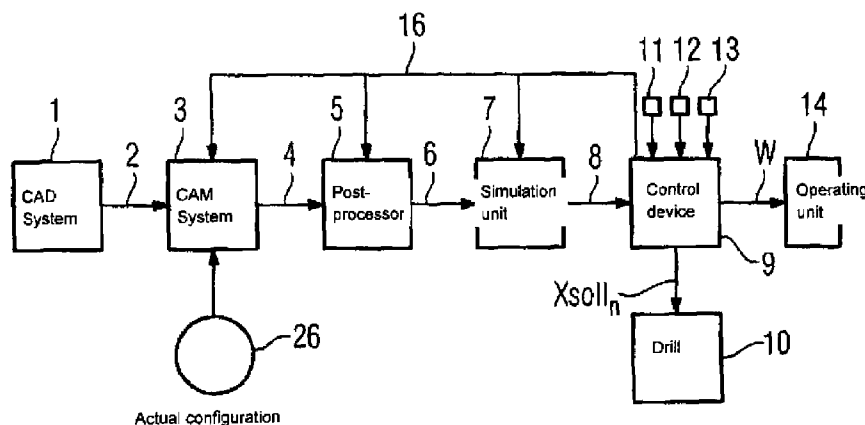 16
11
12
13
1
3
5
7
14
2
4
6
8
W
CAD
System
CAM
System
Post-
processor
Simulation
unit
Control
device
Operating
unit
9
Xsoll n
26
Drill
10
Actual configuration